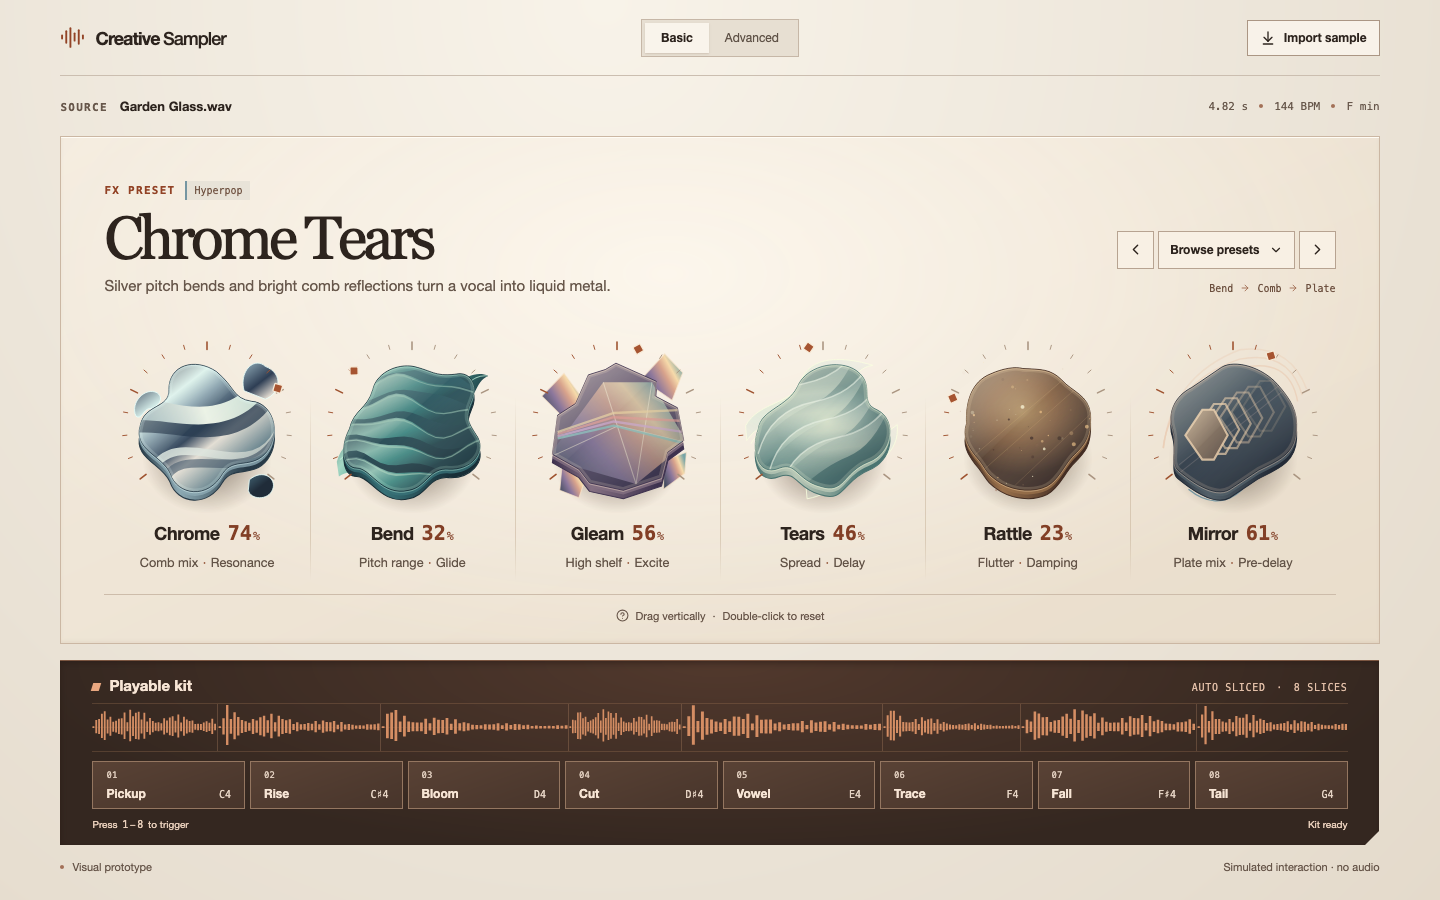 Creative Sampler
Basic
Advanced
Import sample
SOURCE Garden Glass.wav
4.82 s • 144 BPM • F min
FX PRESET
Hyperpop
Chrome Tears
Silver pitch bends and bright comb reflections turn a vocal into liquid metal.
Browse presets
Bend → Comb → Plate
Chrome 74%
Comb mix · Resonance
Bend 32%
Pitch range · Glide
Gleam 56%
High shelf · Excite
Tears 46%
Spread · Delay
Rattle 23%
Flutter · Damping
Mirror 61%
Plate mix · Pre-delay
Drag vertically · Double-click to reset
Playable kit
AUTO SLICED · 8 SLICES
01
Pickup C4
02
Rise C♯4
03
Bloom D4
04
Cut D♯4
05
Vowel E4
06
Trace F4
07
Fall F♯4
08
Tail G4
Press 1–8 to trigger
Kit ready
• Visual prototype
Simulated interaction · no audio